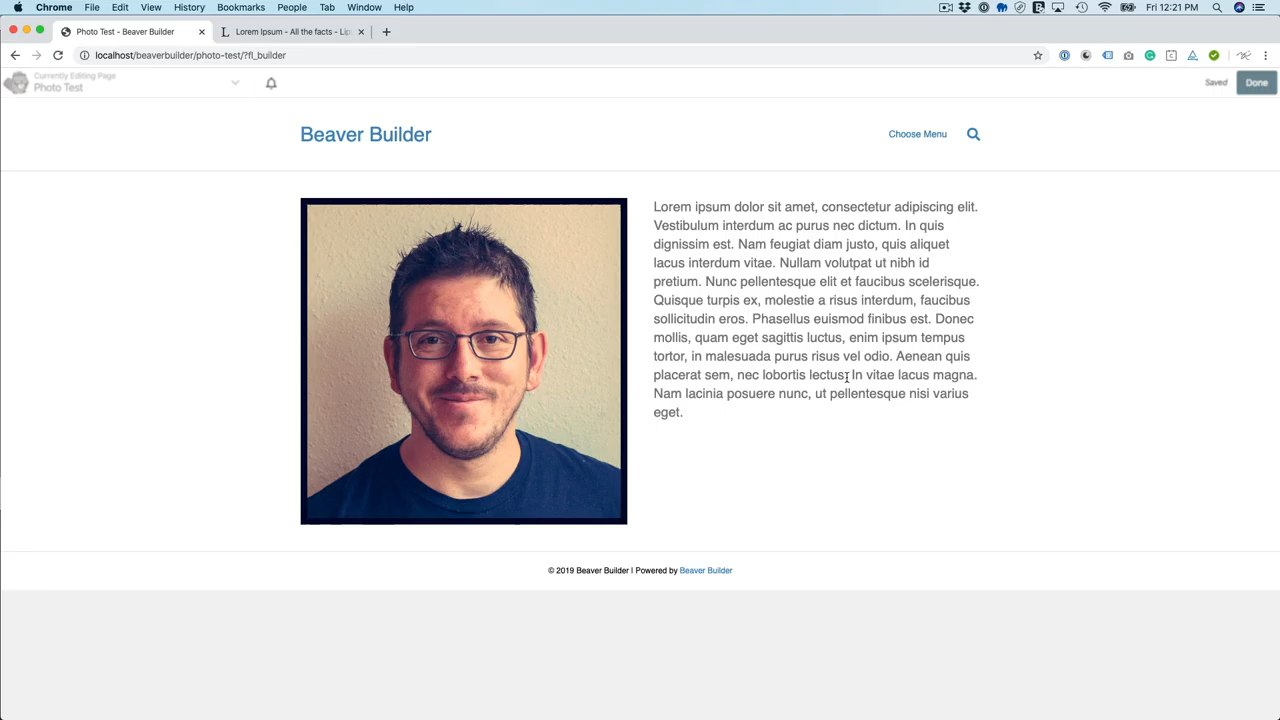 Chrome File Edit View History Bookmarks People Tab Window Help Fri 12:21 PM
Photo Test - Beaver Builder Lorem Ipsum - All the facts - Lip
localhost/beaverbuilder/photo-test/?fl_builder
Currently Editing Page
Photo Test
Saved Done
Beaver Builder
Choose Menu
Lorem ipsum dolor sit amet, consectetur adipiscing elit.
Vestibulum interdum ac purus nec dictum. In quis
dignissim est. Nam feugiat diam justo, quis aliquet
lacus interdum vitae. Nullam volutpat ut nibh id
pretium. Nunc pellentesque elit et faucibus scelerisque.
Quisque turpis ex, molestie a risus interdum, faucibus
sollicitudin eros. Phasellus euismod finibus est. Donec
mollis, quam eget sagittis luctus, enim ipsum tempus
tortor, in malesuada purus risus vel odio. Aenean quis
placerat sem, nec lobortis lectus. In vitae lacus magna.
Nam lacinia posuere nunc, ut pellentesque nisi varius
eget.
© 2019 Beaver Builder | Powered by Beaver Builder